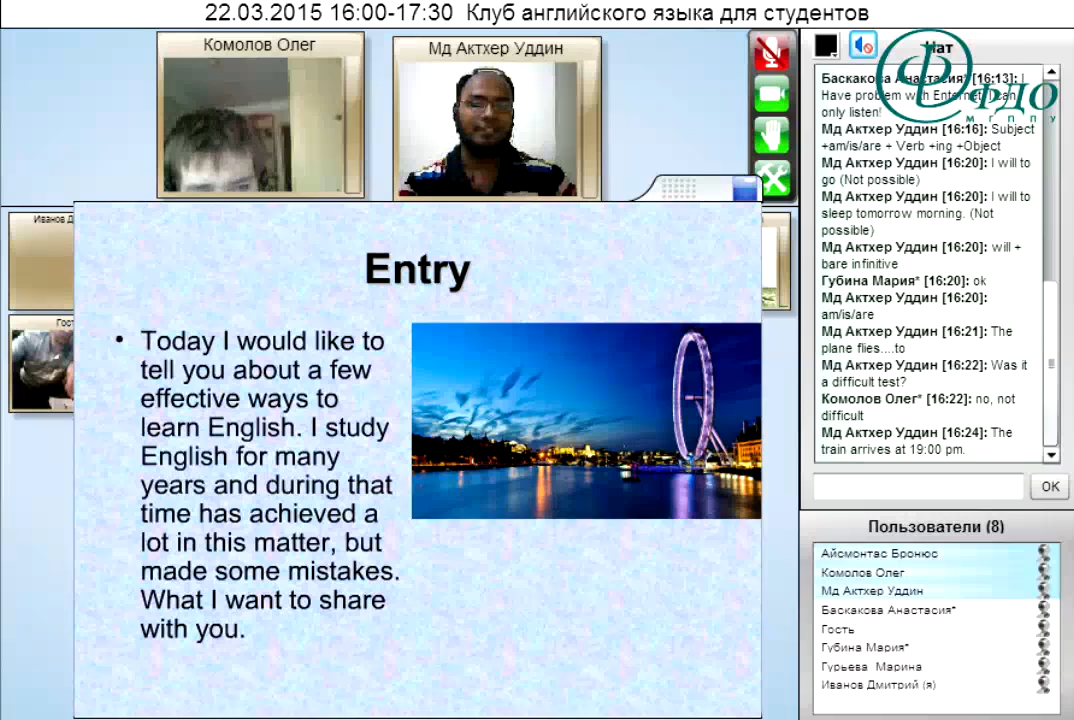 22.03.2015 16:00-17:30 Клуб английского языка для студентов
Комолов Олег
Мд Актхер Уддин
Иванов Д
Гост
Entry
• Today I would like to
tell you about a few
effective ways to
learn English. I study
English for many
years and during that
time has achieved a
lot in this matter, but
made some mistakes.
What I want to share
with you.
Чат
ФДО
МГППУ
Баскакова Анастасия* [16:13]: I
Have problem with Enternet, I can
only listen!
Мд Актхер Уддин [16:16]: Subject
+am/is/are + Verb +ing +Object
Мд Актхер Уддин [16:20]: I will to
go (Not possible)
Мд Актхер Уддин [16:20]: I will to
sleep tomorrow morning. (Not
possible)
Мд Актхер Уддин [16:20]: will +
bare infinitive
Губина Мария* [16:20]: ok
Мд Актхер Уддин [16:20]:
am/is/are
Мд Актхер Уддин [16:21]: The
plane flies....to
Мд Актхер Уддин [16:22]: Was it
a difficult test?
Комолов Олег* [16:22]: no, not
difficult
Мд Актхер Уддин [16:24]: The
train arrives at 19:00 pm.
OK
Пользователи (8)
Айсмонтас Бронюс
Комолов Олег
Мд Актхер Уддин
Баскакова Анастасия*
Гость
Губина Мария*
Гурьева Марина
Иванов Дмитрий (я)